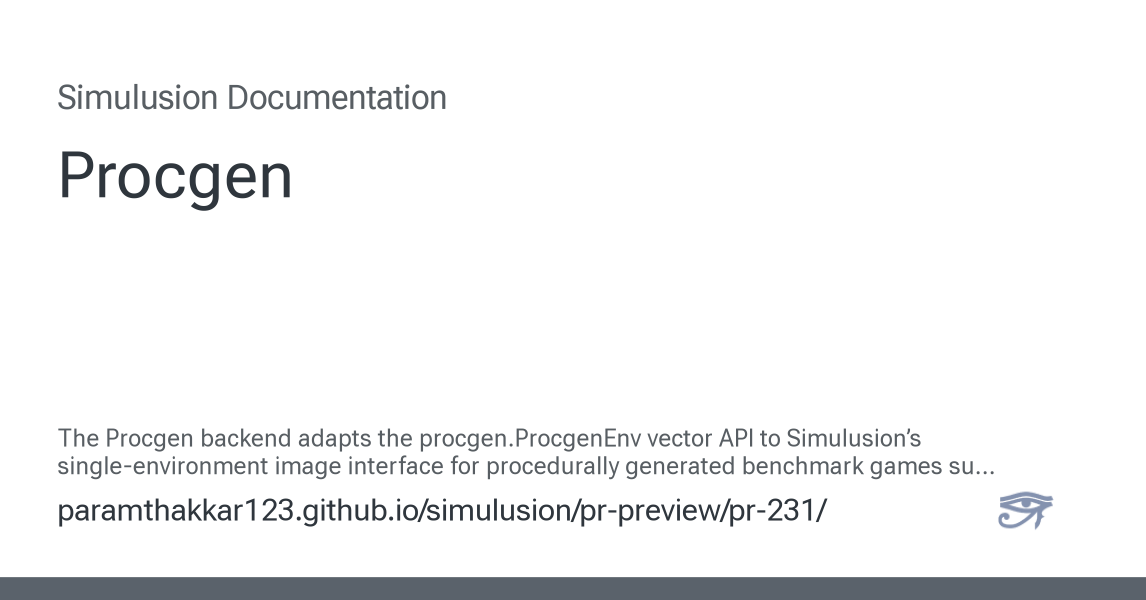 Simulusion Documentation
Procgen
The Procgen backend adapts the procgen.ProcgenEnv vector API to Simulusion’s
single-environment image interface for procedurally generated benchmark games su…
paramthakkar123.github.io/simulusion/pr-preview/pr-231/